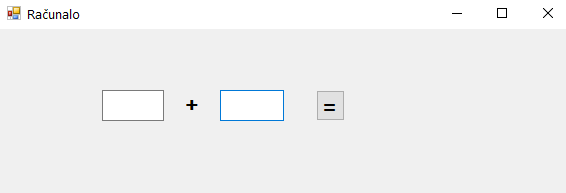 Računalo
+ =